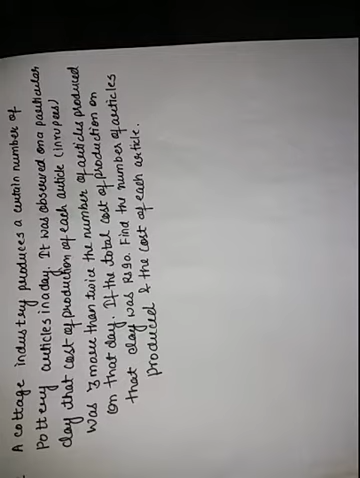 A cottage industry produces a certain number of
pottery articles in a day. It was observed on a particular
day that cost of production of each article (in rupees)
was 3 more than twice the number of articles produced
on that day. If the total cost of production on
that day was Rs 90. Find the number of articles
produced & the cost of each article.